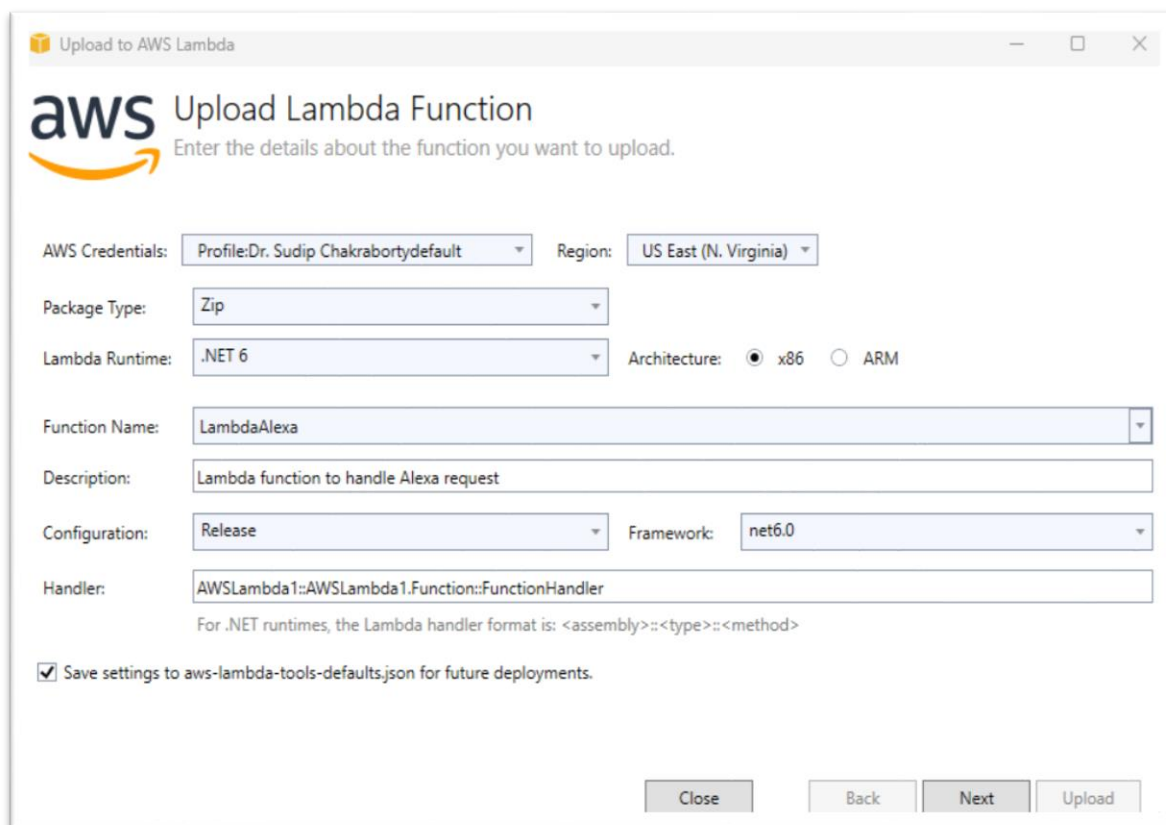 Upload to AWS Lambda
aws
Upload Lambda Function
Enter the details about the function you want to upload.
AWS Credentials: Profile:Dr. Sudip Chakrabortydefault Region: US East (N. Virginia)
Package Type: Zip
Lambda Runtime: .NET 6 Architecture: x86 ARM
Function Name: LambdaAlexa
Description: Lambda function to handle Alexa request
Configuration: Release Framework: net6.0
Handler: AWSLambda1::AWSLambda1.Function::FunctionHandler
For .NET runtimes, the Lambda handler format is: <assembly>::<type>::<method>
Save settings to aws-lambda-tools-defaults.json for future deployments.
Close Back Next Upload